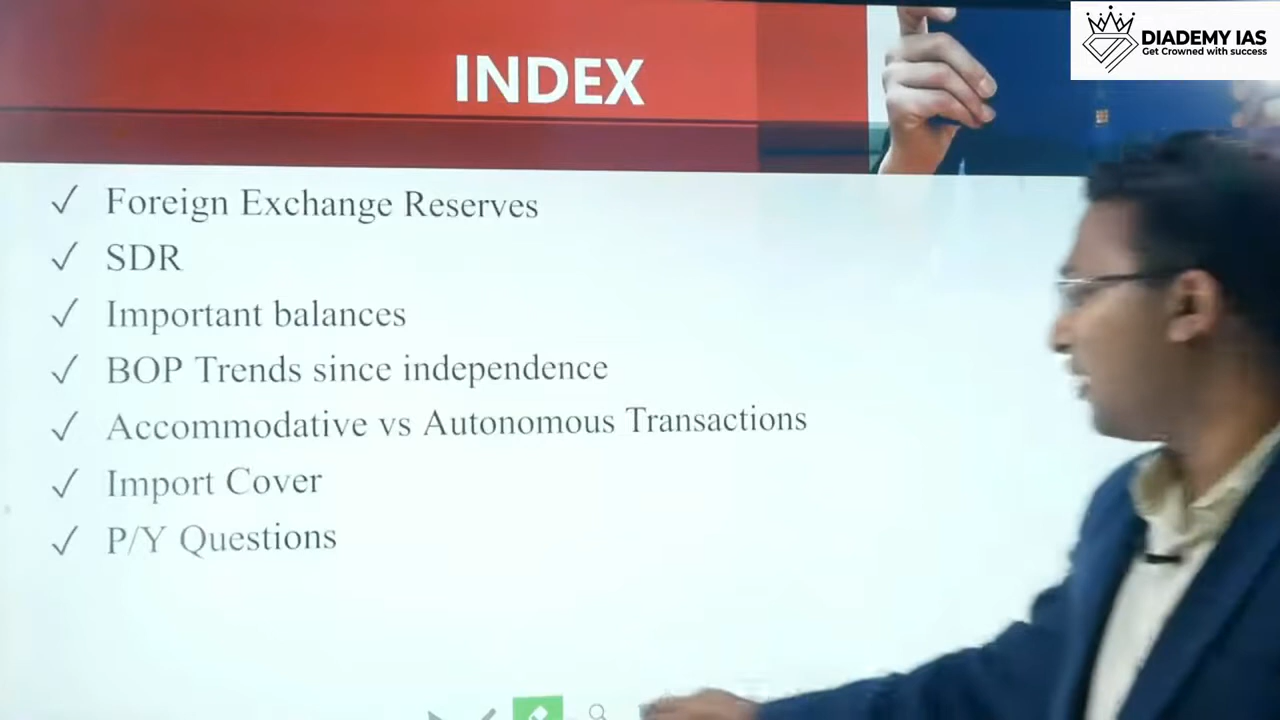 DIADEMY IAS
Get Crowned with success
INDEX
✓ Foreign Exchange Reserves
✓ SDR
✓ Important balances
✓ BOP Trends since independence
✓ Accommodative vs Autonomous Transactions
✓ Import Cover
✓ P/Y Questions